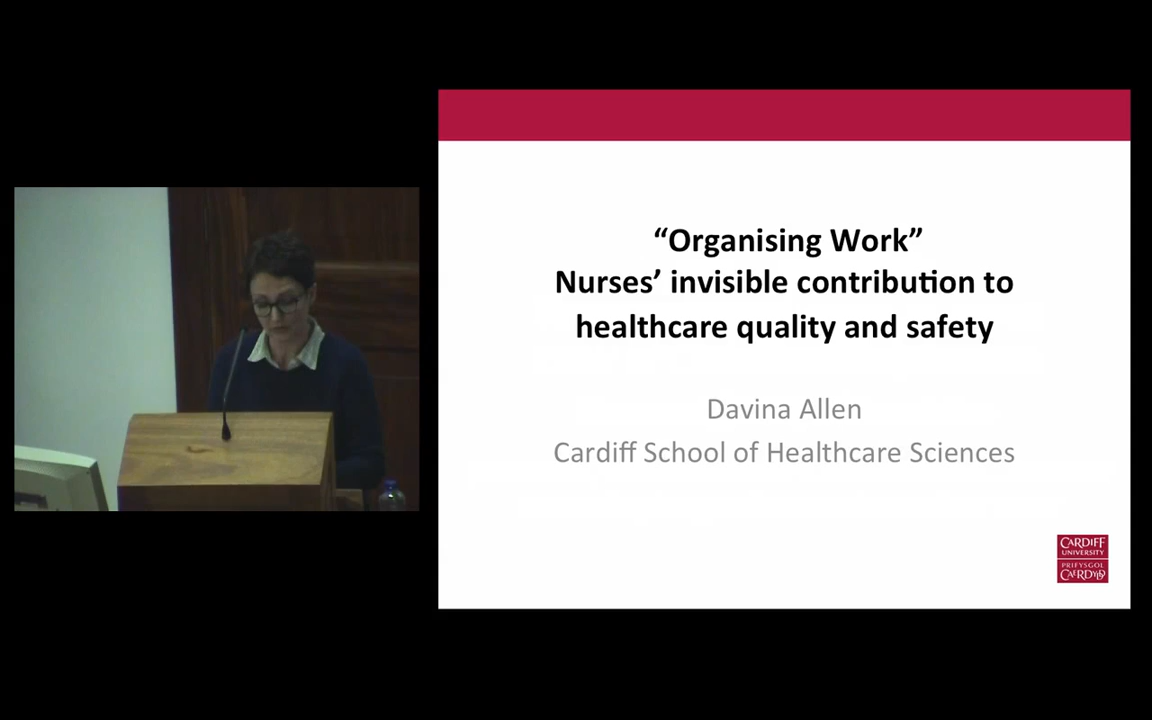 “Organising Work”
Nurses’ invisible contribution to
healthcare quality and safety
Davina Allen
Cardiff School of Healthcare Sciences
CARDIFF
UNIVERSITY
PRIFYSGOL
CAERDYDD